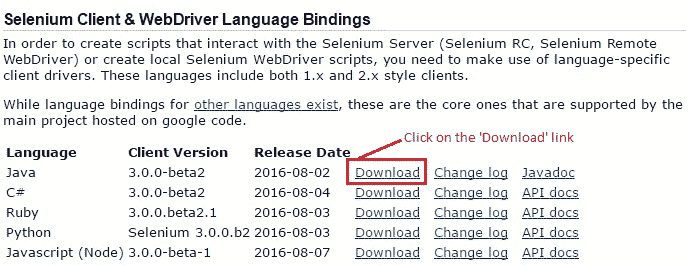 Selenium Client & WebDriver Language Bindings
In order to create scripts that interact with the Selenium Server (Selenium RC, Selenium Remote
WebDriver) or create local Selenium WebDriver scripts, you need to make use of language-specific
client drivers. These languages include both 1.x and 2.x style clients.
While language bindings for other languages exist, these are the core ones that are supported by the
main project hosted on google code.
Click on the 'Download' link
Language Client Version Release Date
Java 3.0.0-beta2 2016-08-02 Download Change log Javadoc
C# 3.0.0-beta2 2016-08-04 Download Change log API docs
Ruby 3.0.0.beta2.1 2016-08-03 Download Change log API docs
Python Selenium 3.0.0.b2 2016-08-03 Download Change log API docs
Javascript (Node) 3.0.0-beta-1 2016-08-07 Download Change log API docs